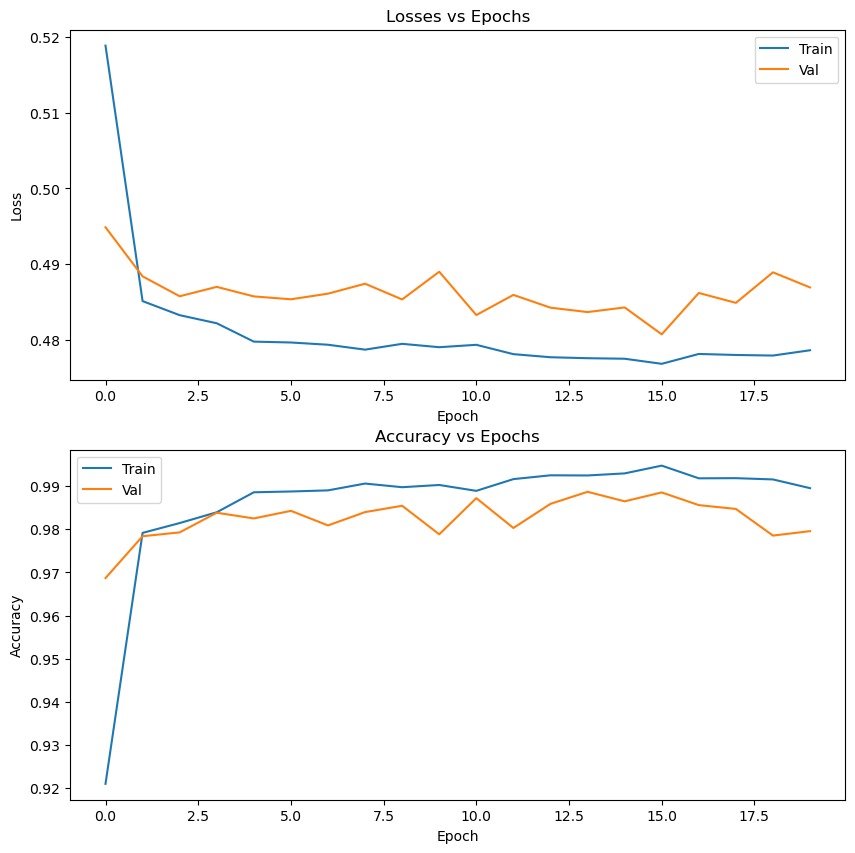 Losses vs Epochs
0.52
0.51
0.50
0.49
0.48
Loss
Train
Val
0.0 2.5 5.0 7.5 10.0 12.5 15.0 17.5
Epoch
Accuracy vs Epochs
Train
Val
0.99
0.98
0.97
0.96
0.95
0.94
0.93
0.92
Accuracy
0.0 2.5 5.0 7.5 10.0 12.5 15.0 17.5
Epoch